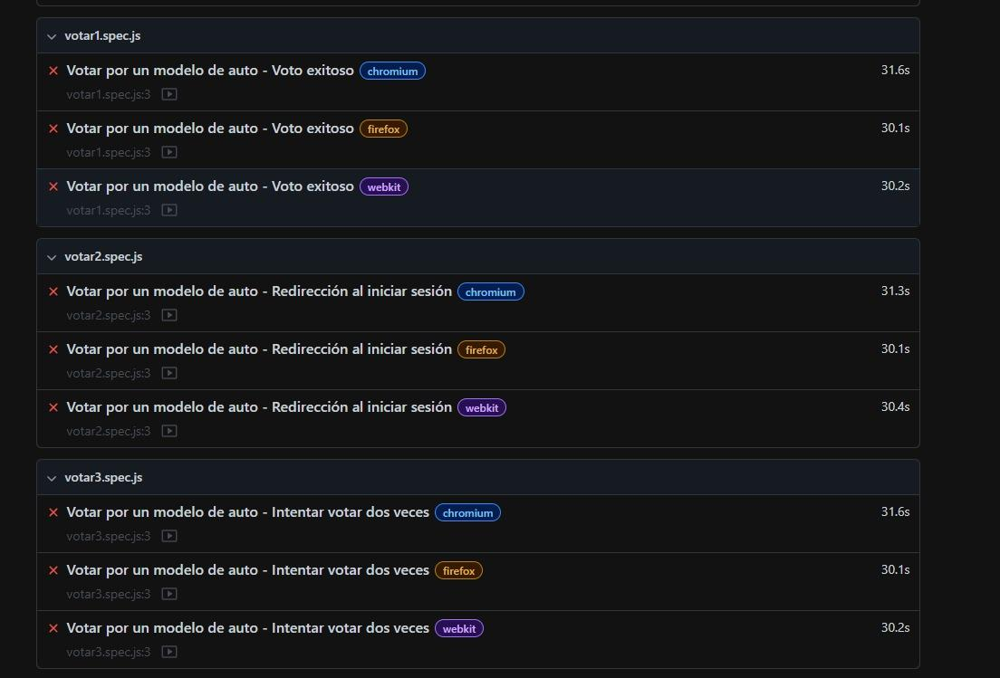 votar1.spec.js
Votar por un modelo de auto - Voto exitoso chromium 31.6s
votar1.spec.js:3
Votar por un modelo de auto - Voto exitoso firefox 30.1s
votar1.spec.js:3
Votar por un modelo de auto - Voto exitoso webkit 30.2s
votar1.spec.js:3
votar2.spec.js
Votar por un modelo de auto - Redirección al iniciar sesión chromium 31.3s
votar2.spec.js:3
Votar por un modelo de auto - Redirección al iniciar sesión firefox 30.1s
votar2.spec.js:3
Votar por un modelo de auto - Redirección al iniciar sesión webkit 30.4s
votar2.spec.js:3
votar3.spec.js
Votar por un modelo de auto - Intentar votar dos veces chromium 31.6s
votar3.spec.js:3
Votar por un modelo de auto - Intentar votar dos veces firefox 30.1s
votar3.spec.js:3
Votar por un modelo de auto - Intentar votar dos veces webkit 30.2s
votar3.spec.js:3